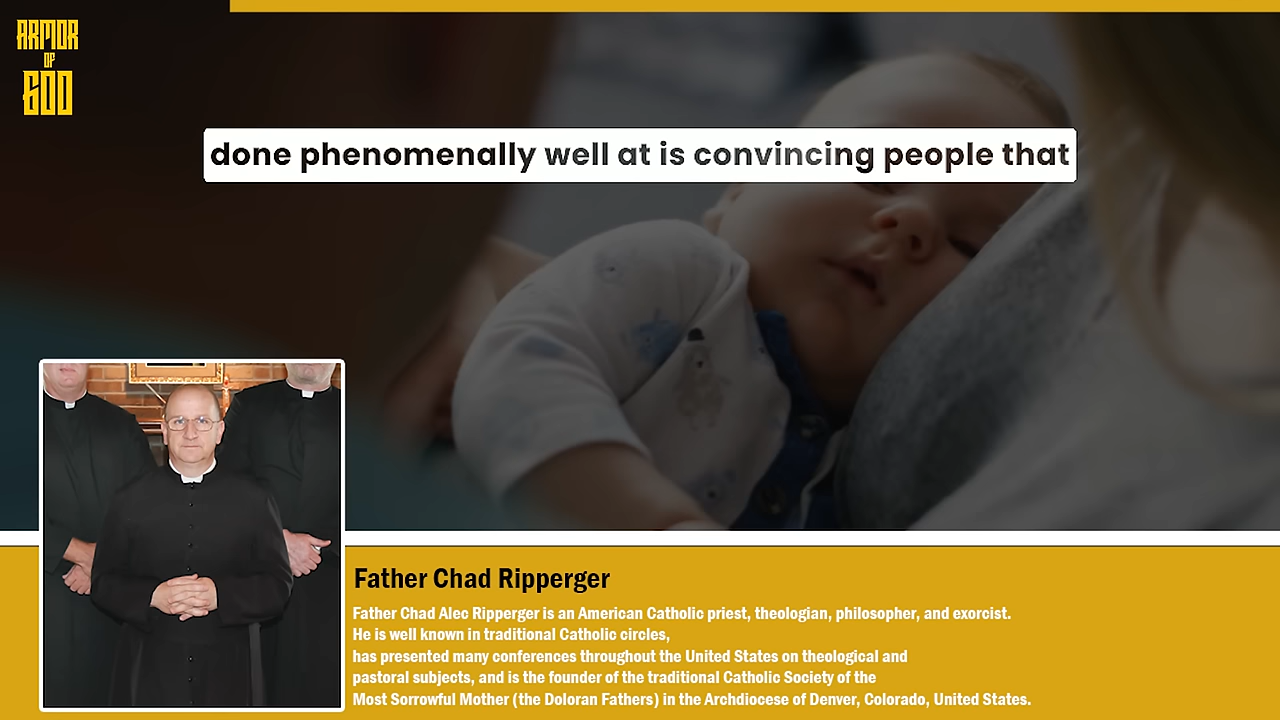 ARMOR
OF
GOD
done phenomenally well at is convincing people that
Father Chad Ripperger
Father Chad Alec Ripperger is an American Catholic priest, theologian, philosopher, and exorcist.
He is well known in traditional Catholic circles,
has presented many conferences throughout the United States on theological and
pastoral subjects, and is the founder of the traditional Catholic Society of the
Most Sorrowful Mother (the Doloran Fathers) in the Archdiocese of Denver, Colorado, United States.